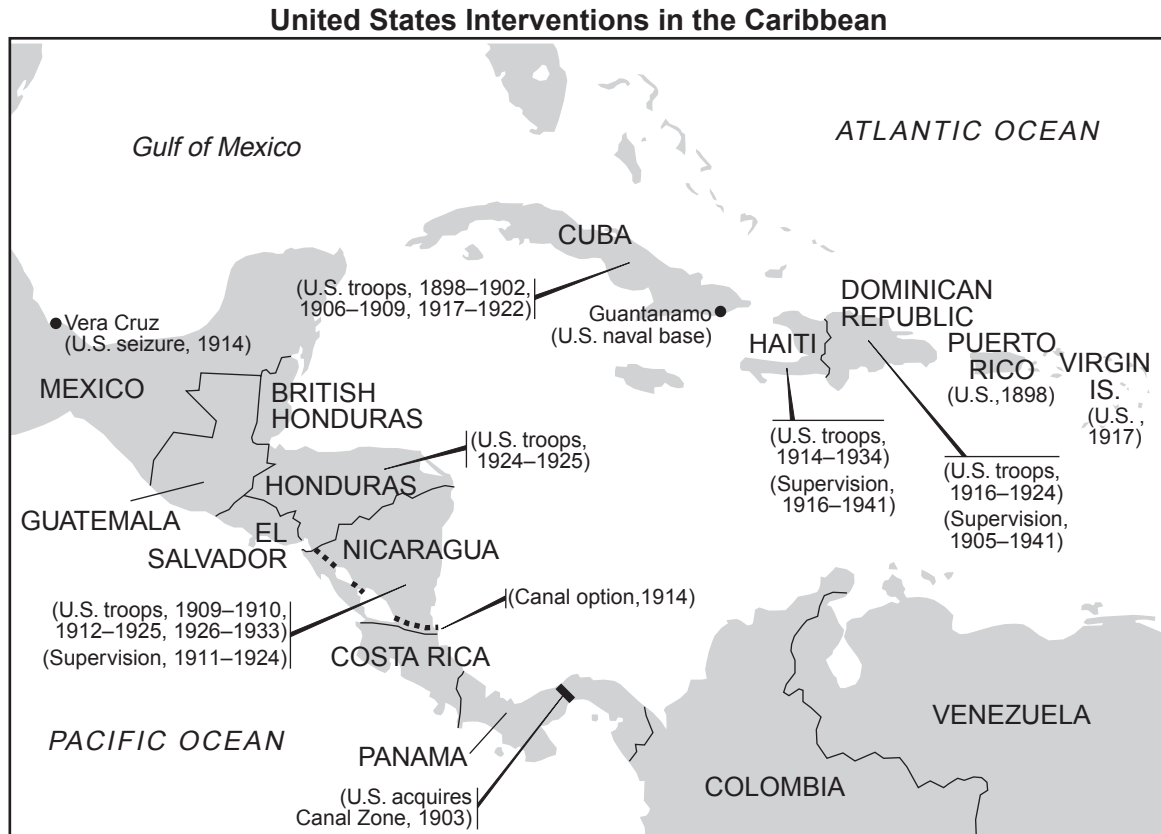 United States Interventions in the Caribbean
Gulf of Mexico
ATLANTIC OCEAN
CUBA
(U.S. troops, 1898–1902,
1906–1909, 1917–1922)
Guantanamo
(U.S. naval base)
DOMINICAN
REPUBLIC
HAITI
PUERTO
RICO
(U.S.,1898)
VIRGIN
IS.
(U.S. ,
1917)
Vera Cruz
(U.S. seizure, 1914)
MEXICO
BRITISH
HONDURAS
(U.S. troops,
1924–1925)
(U.S. troops,
1914–1934)
(Supervision,
1916–1941)
(U.S. troops,
1916–1924)
(Supervision,
1905–1941)
HONDURAS
GUATEMALA
EL
SALVADOR
NICARAGUA
(U.S. troops, 1909–1910,
1912–1925, 1926–1933)
(Supervision, 1911–1924)
(Canal option,1914)
COSTA RICA
PACIFIC OCEAN
PANAMA
(U.S. acquires
Canal Zone, 1903)
VENEZUELA
COLOMBIA